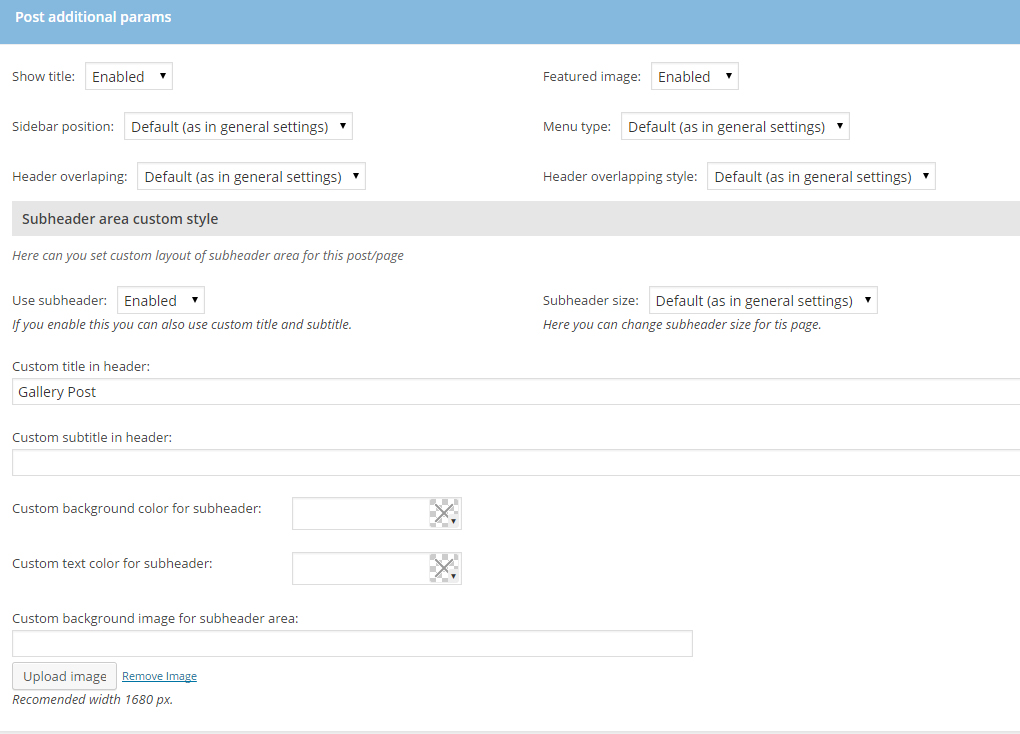 Post additional params
Show title: Enabled
Featured image: Enabled
Sidebar position: Default (as in general settings)
Menu type: Default (as in general settings)
Header overlaping: Default (as in general settings)
Header overlapping style: Default (as in general settings)
Subheader area custom style
Here can you set custom layout of subheader area for this post/page
Use subheader: Enabled
If you enable this you can also use custom title and subtitle.
Subheader size: Default (as in general settings)
Here you can change subheader size for tis page.
Custom title in header:
Gallery Post
Custom subtitle in header:
Custom background color for subheader:
Custom text color for subheader:
Custom background image for subheader area:
Upload image Remove Image
Recomended width 1680 px.